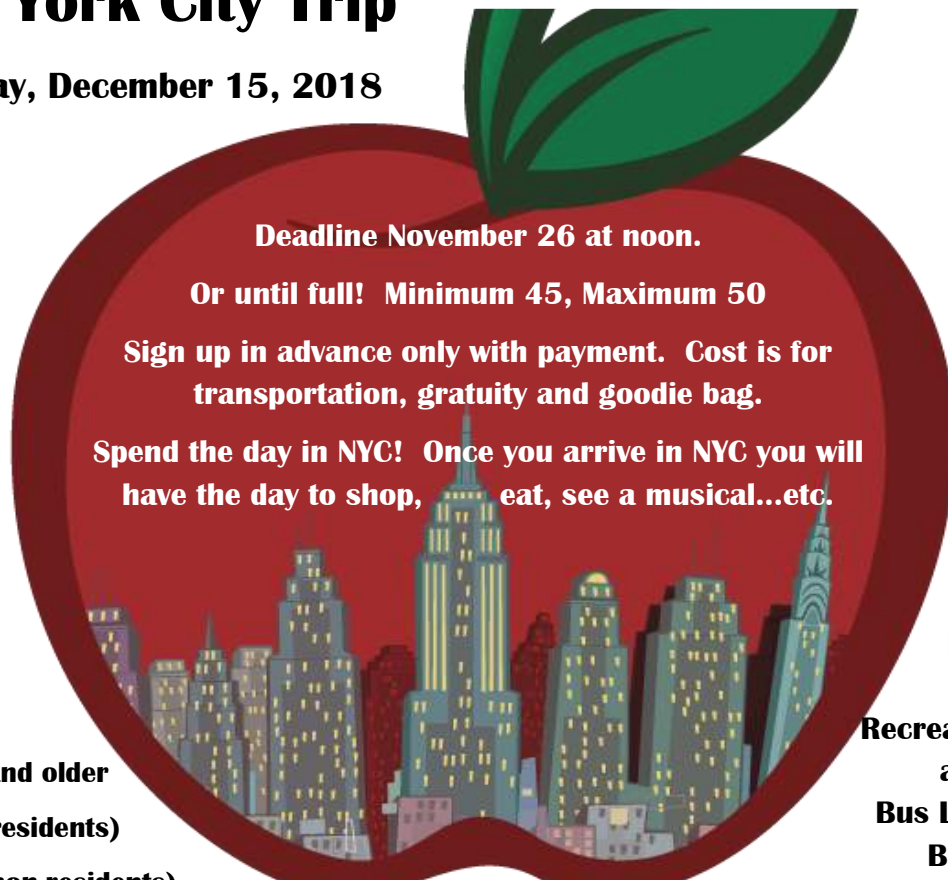 York City Trip
ay, December 15, 2018
Deadline November 26 at noon.
Or until full! Minimum 45, Maximum 50
Sign up in advance only with payment. Cost is for
transportation, gratuity and goodie bag.
Spend the day in NYC! Once you arrive in NYC you will
have the day to shop, eat, see a musical...etc.
nd older
esidents)
on residents)
Recrea
a
Bus L
B